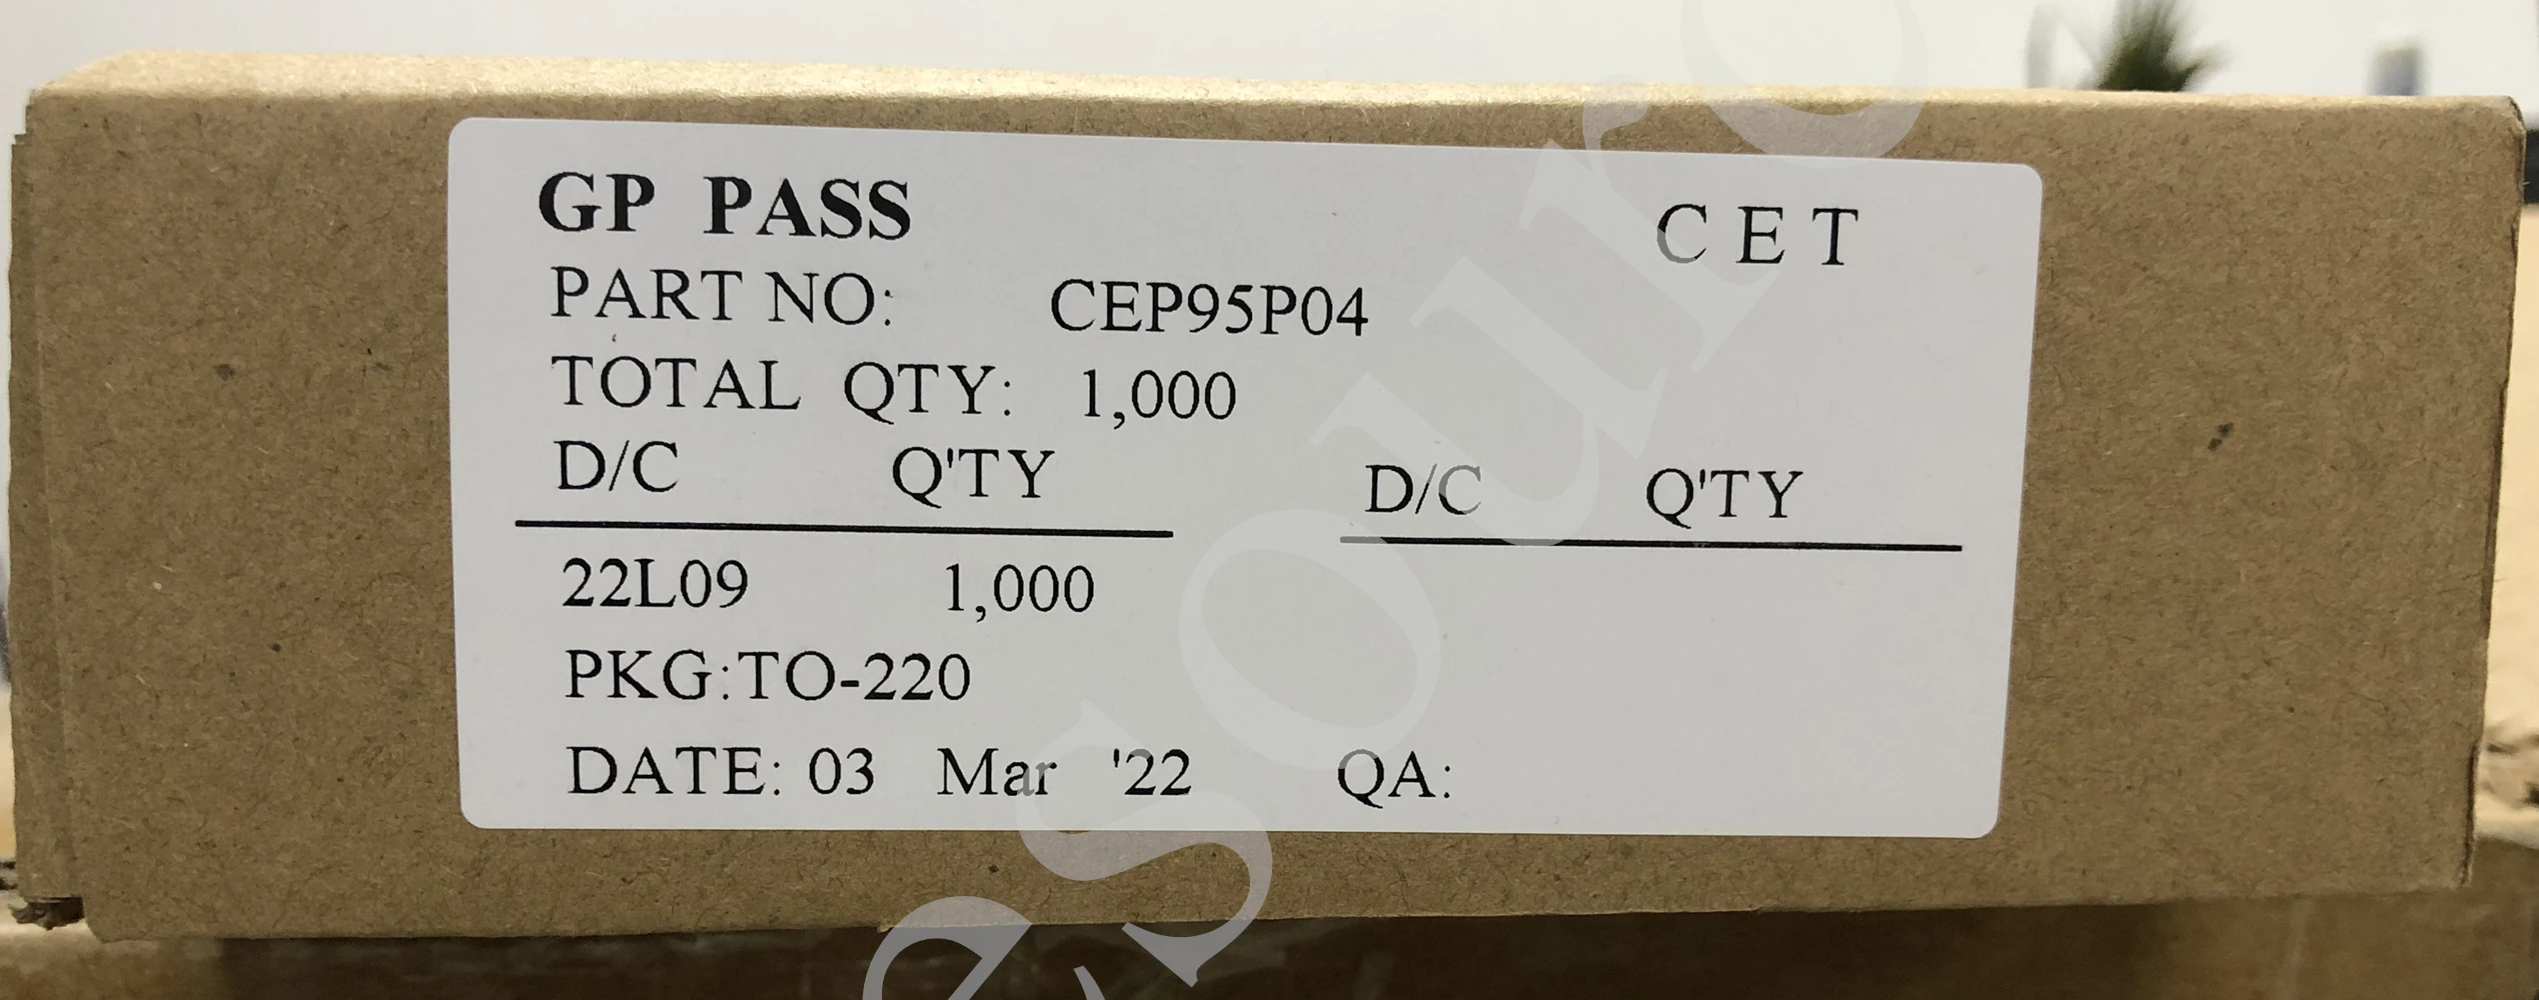 GP PASS
CET
PART NO: CEP95P04
TOTAL QTY: 1,000
D/C Q'TY D/C Q'TY
22L09 1,000
PKG:TO-220
DATE: 03 Mar '22 QA: